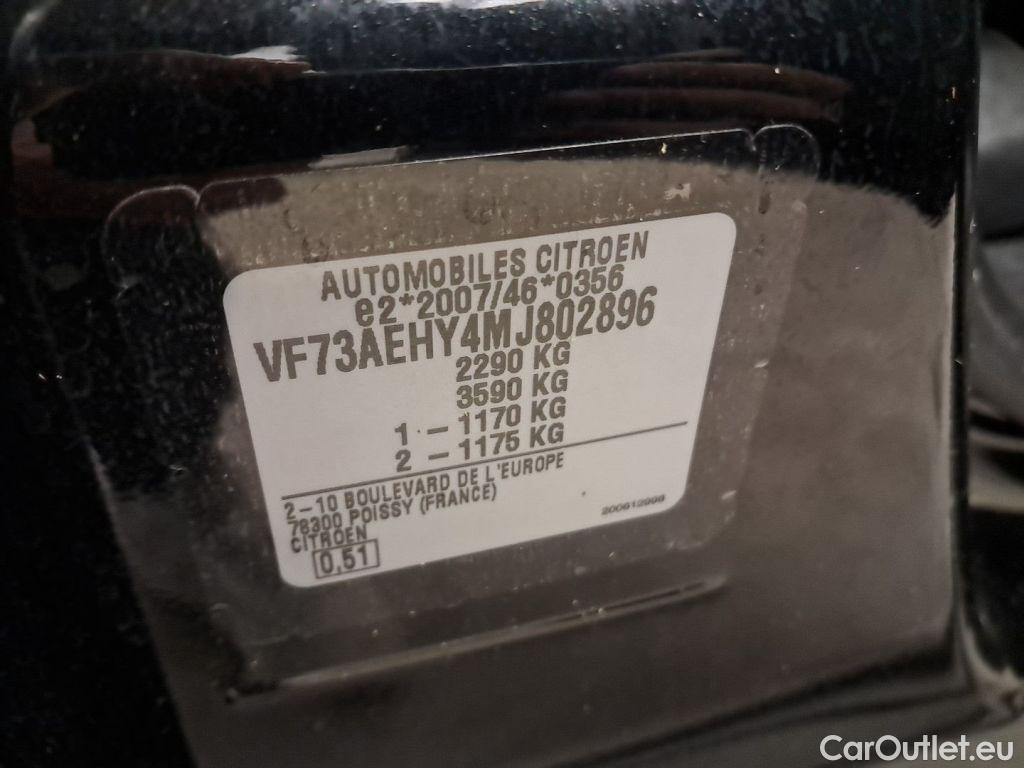 AUTOMOBILES CITROEN
e2*2007/46*0356
VF73AEHY4MJ802896
2290 KG
3590 KG
1 - 1170 KG
2 - 1175 KG
2-10 BOULEVARD DE L'EUROPE
78300 POISSY (FRANCE)
CITROEN
0,51
200612998
CarOutlet.eu